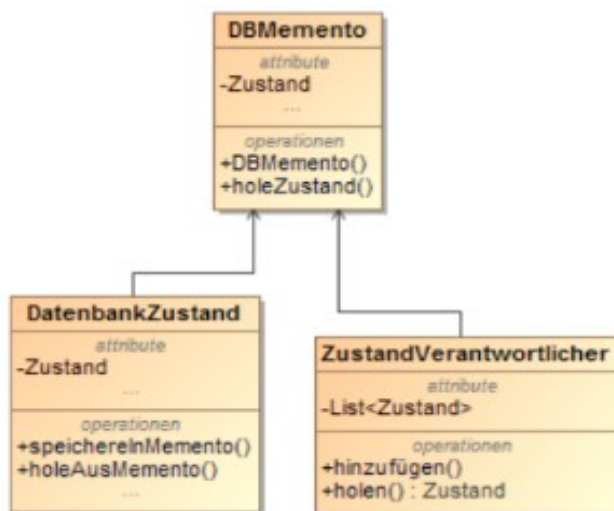 DBMemento
attribute
-Zustand
...
operationen
+DBMemento()
+holeZustand()
DatenbankZustand
attribute
-Zustand
...
operationen
+speichereInMemento()
+holeAusMemento()
...
ZustandVerantwortlicher
attribute
-List<Zustand>
operationen
+hinzufügen()
+holen() : Zustand